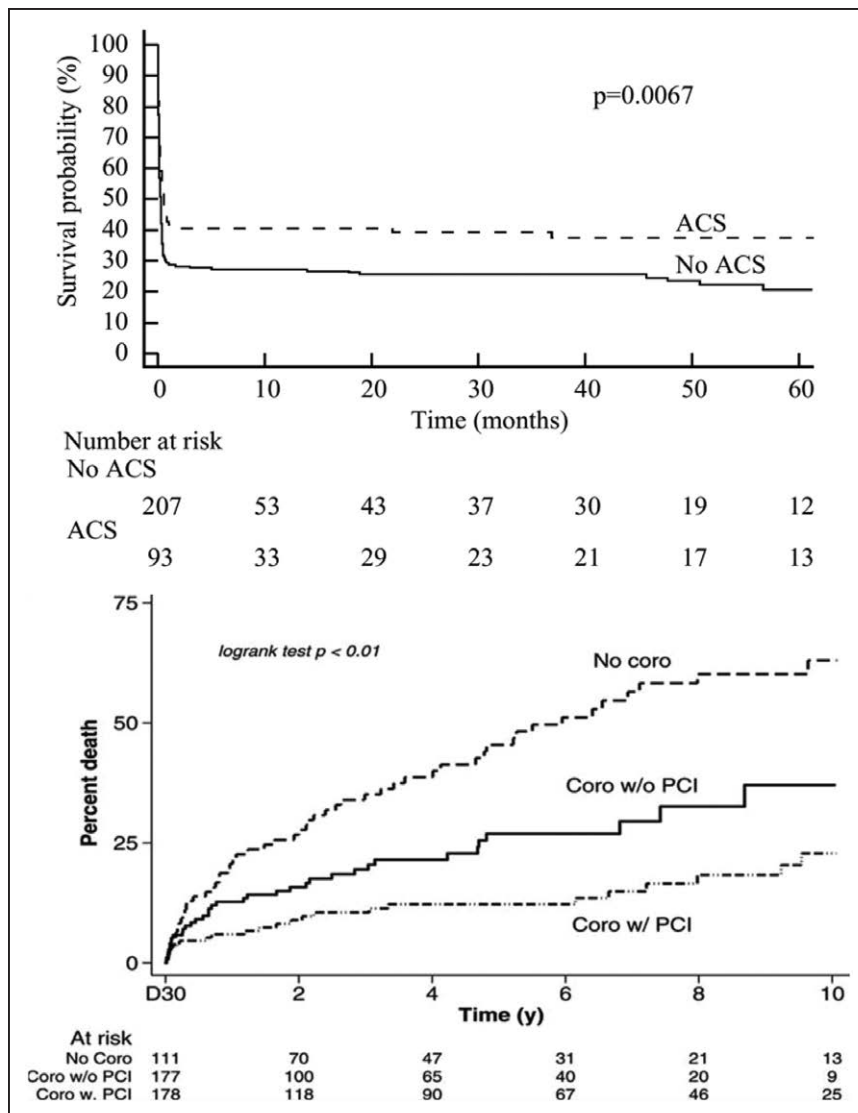 100
90
80
70
60
50
40
30
20
10
0
Survival probability (%)
p=0.0067
ACS
No ACS
0 10 20 30 40 50 60
Time (months)
Number at risk
No ACS
207 53 43 37 30 19 12
ACS
93 33 29 23 21 17 13
75
50
25
0
Percent death
logrank test p < 0.01
No coro
Coro w/o PCI
Coro w/ PCI
D30 2 4 6 8 10
Time (y)
At risk
No Coro 111 70 47 31 21 13
Coro w/o PCI 177 100 65 40 20 9
Coro w. PCI 178 118 90 67 46 25